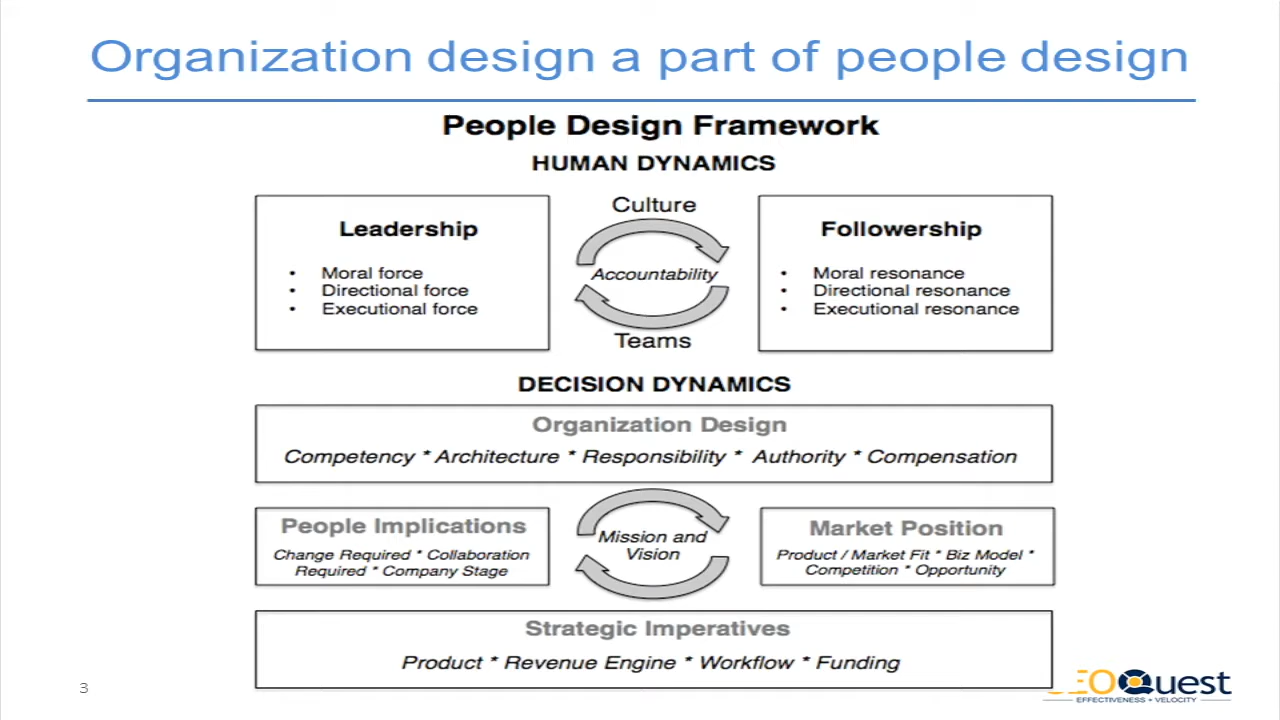 Organization design a part of people design
People Design Framework
HUMAN DYNAMICS
Leadership
• Moral force
• Directional force
• Executional force
Culture
Accountability
Teams
Followership
• Moral resonance
• Directional resonance
• Executional resonance
DECISION DYNAMICS
Organization Design
Competency * Architecture * Responsibility * Authority * Compensation
People Implications
Change Required * Collaboration
Required * Company Stage
Mission and
Vision
Market Position
Product / Market Fit * Biz Model *
Competition * Opportunity
Strategic Imperatives
Product * Revenue Engine * Workflow * Funding
3
CEOQuest
EFFECTIVENESS • VELOCITY